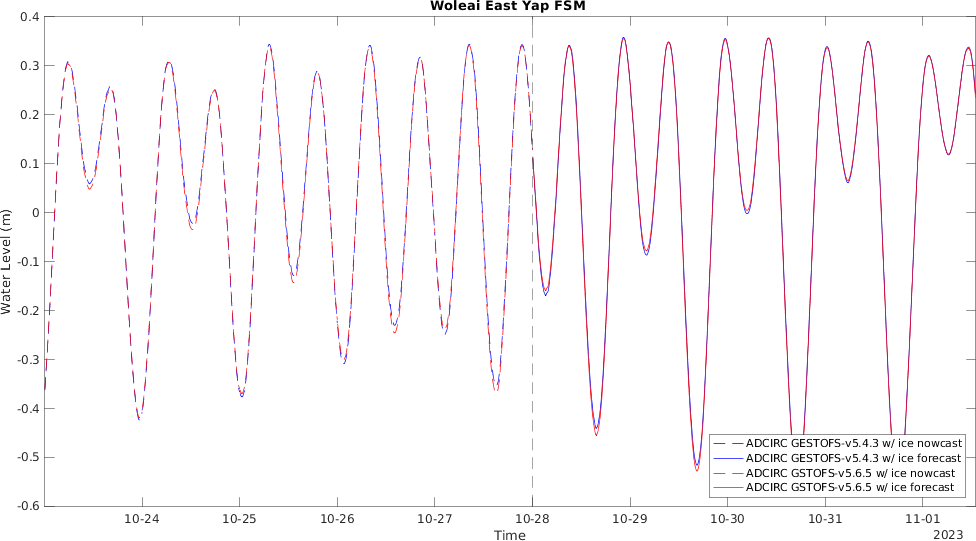 Woleai East Yap FSM
0.4
0.3
0.2
0.1
0
-0.1
-0.2
-0.3
-0.4
-0.5
-0.6
Water Level (m)
ADCIRC GESTOFS-v5.4.3 w/ ice nowcast
ADCIRC GESTOFS-v5.4.3 w/ ice forecast
ADCIRC GSTOFS-v5.6.5 w/ ice nowcast
ADCIRC GSTOFS-v5.6.5 w/ ice forecast
10-24 10-25 10-26 10-27 10-28 10-29 10-30 10-31 11-01
Time
2023